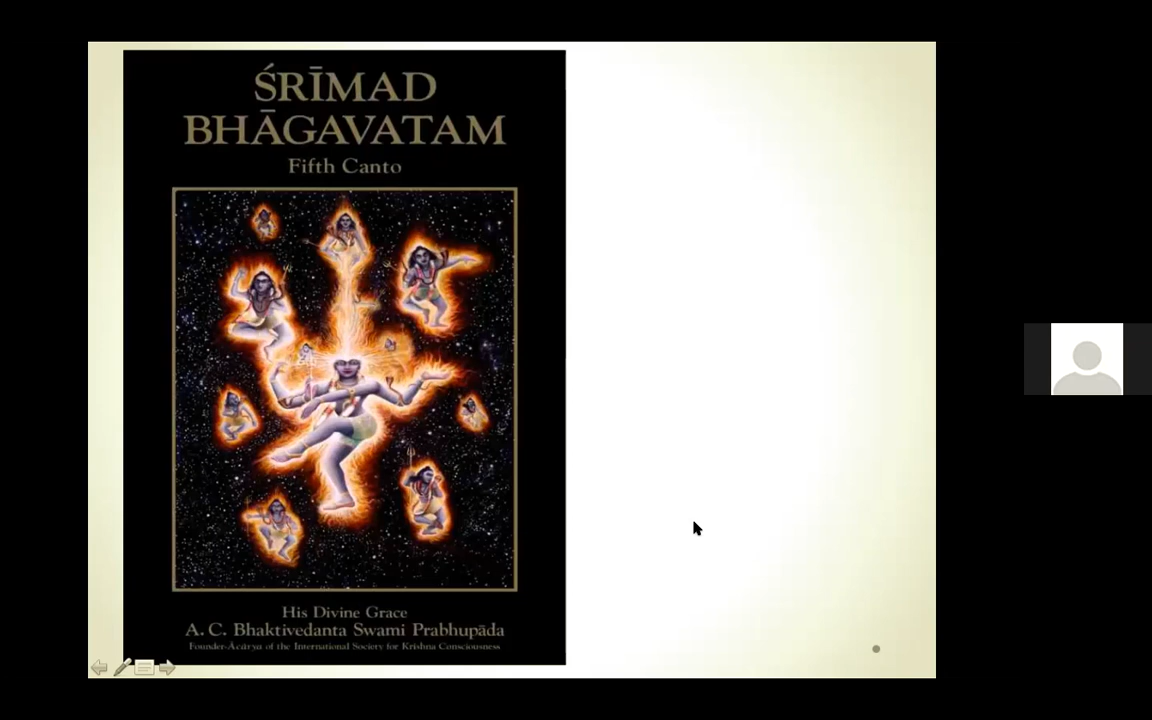 ŚRĪMAD
BHĀGAVATAM
Fifth Canto
His Divine Grace
A. C. Bhaktivedanta Swami Prabhupāda
Founder-Ācārya of the International Society for Krishna Consciousness